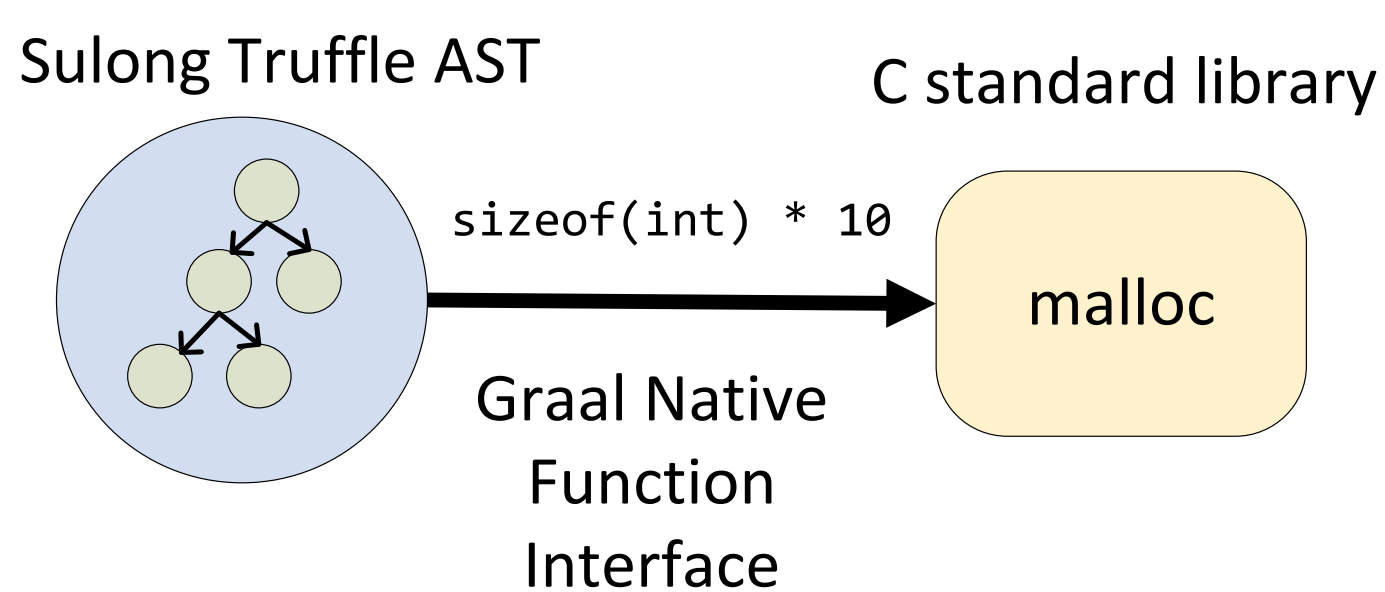 Sulong Truffle AST
C standard library
sizeof(int) * 10
malloc
Graal Native
Function
Interface